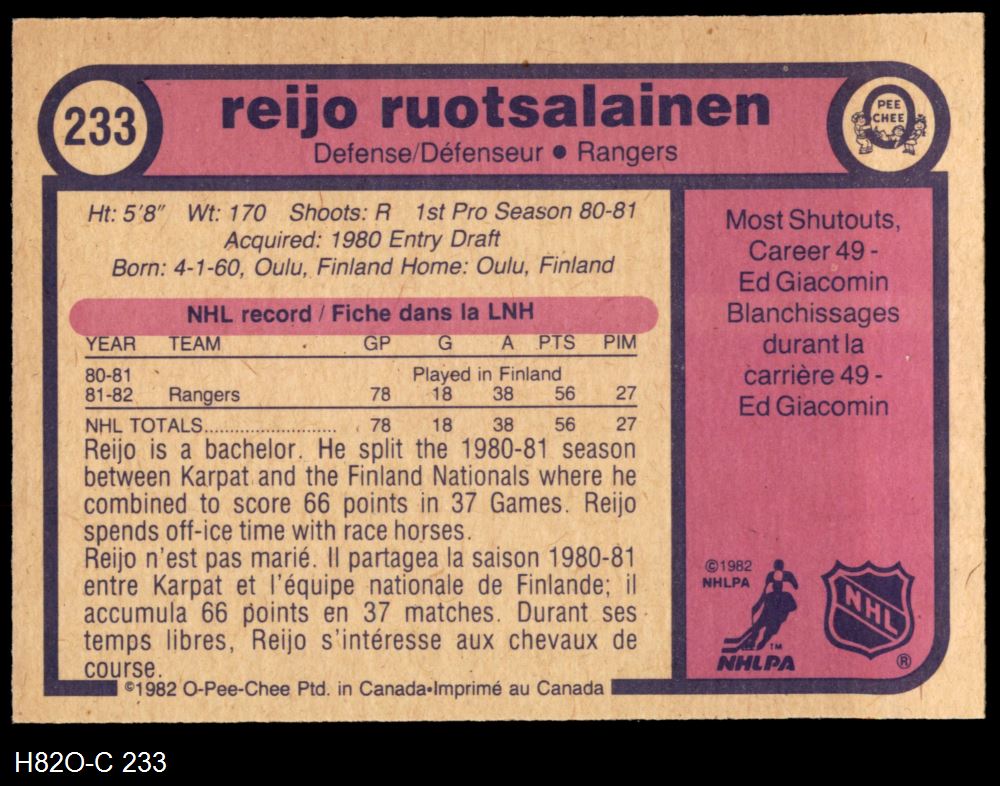 233
reijo ruotsalainen
Defense/Défenseur • Rangers
PEE
CHEE
Ht: 5'8" Wt: 170 Shoots: R 1st Pro Season 80-81
Acquired: 1980 Entry Draft
Born: 4-1-60, Oulu, Finland Home: Oulu, Finland
NHL record / Fiche dans la LNH
YEAR TEAM GP G A PTS PIM
80-81 Played in Finland
81-82 Rangers 78 18 38 56 27
NHL TOTALS........................ 78 18 38 56 27
Reijo is a bachelor. He split the 1980-81 season
between Karpat and the Finland Nationals where he
combined to score 66 points in 37 Games. Reijo
spends off-ice time with race horses.
Reijo n'est pas marié. Il partagea la saison 1980-81
entre Karpat et l'équipe nationale de Finlande; il
accumula 66 points en 37 matches. Durant ses
temps libres, Reijo s'intéresse aux chevaux de
course.
©1982 O-Pee-Chee Ptd. in Canada•Imprimé au Canada
Most Shutouts,
Career 49 -
Ed Giacomin
Blanchissages
durant la
carrière 49 -
Ed Giacomin
©1982
NHLPA
TM
NHLPA
NHL
®
H82O-C 233